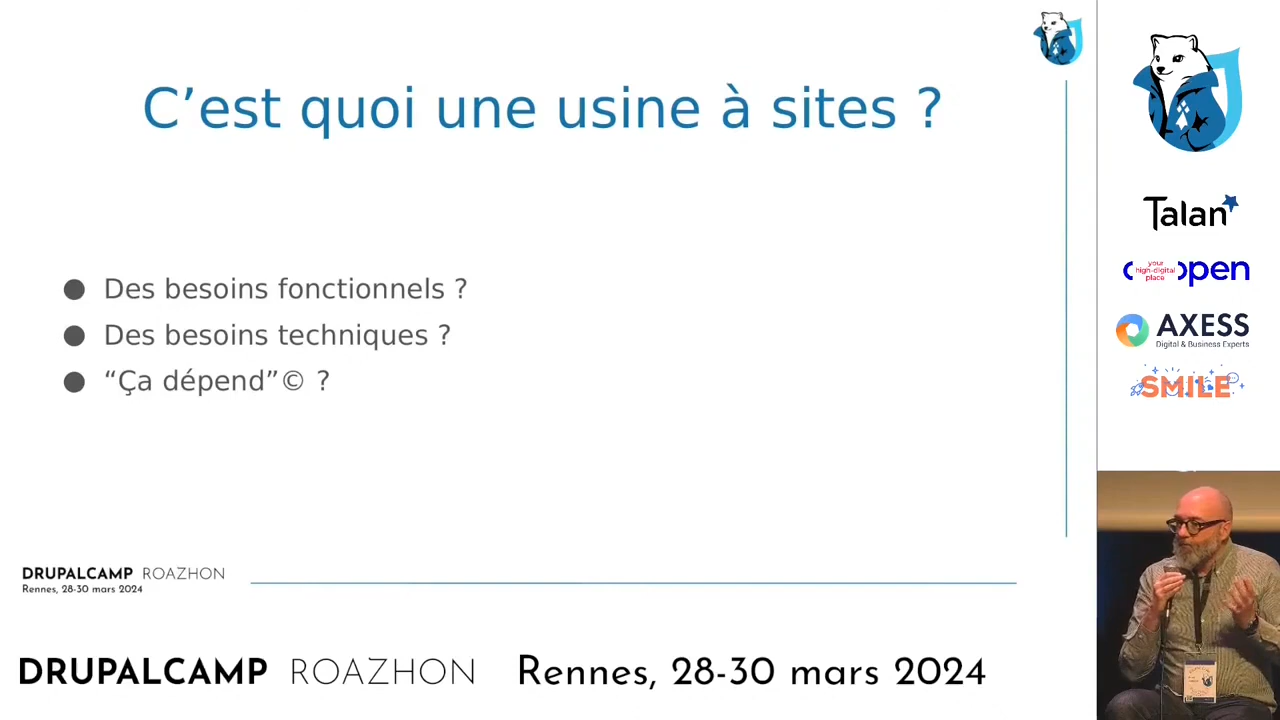 C’est quoi une usine à sites ?
● Des besoins fonctionnels ?
● Des besoins techniques ?
● “Ça dépend”© ?
DRUPALCAMP ROAZHON
Rennes, 28-30 mars 2024
DRUPALCAMP ROAZHON Rennes, 28-30 mars 2024
Talan
your
high-digital
place
open
AXESS
Digital & Business Experts
SMILE